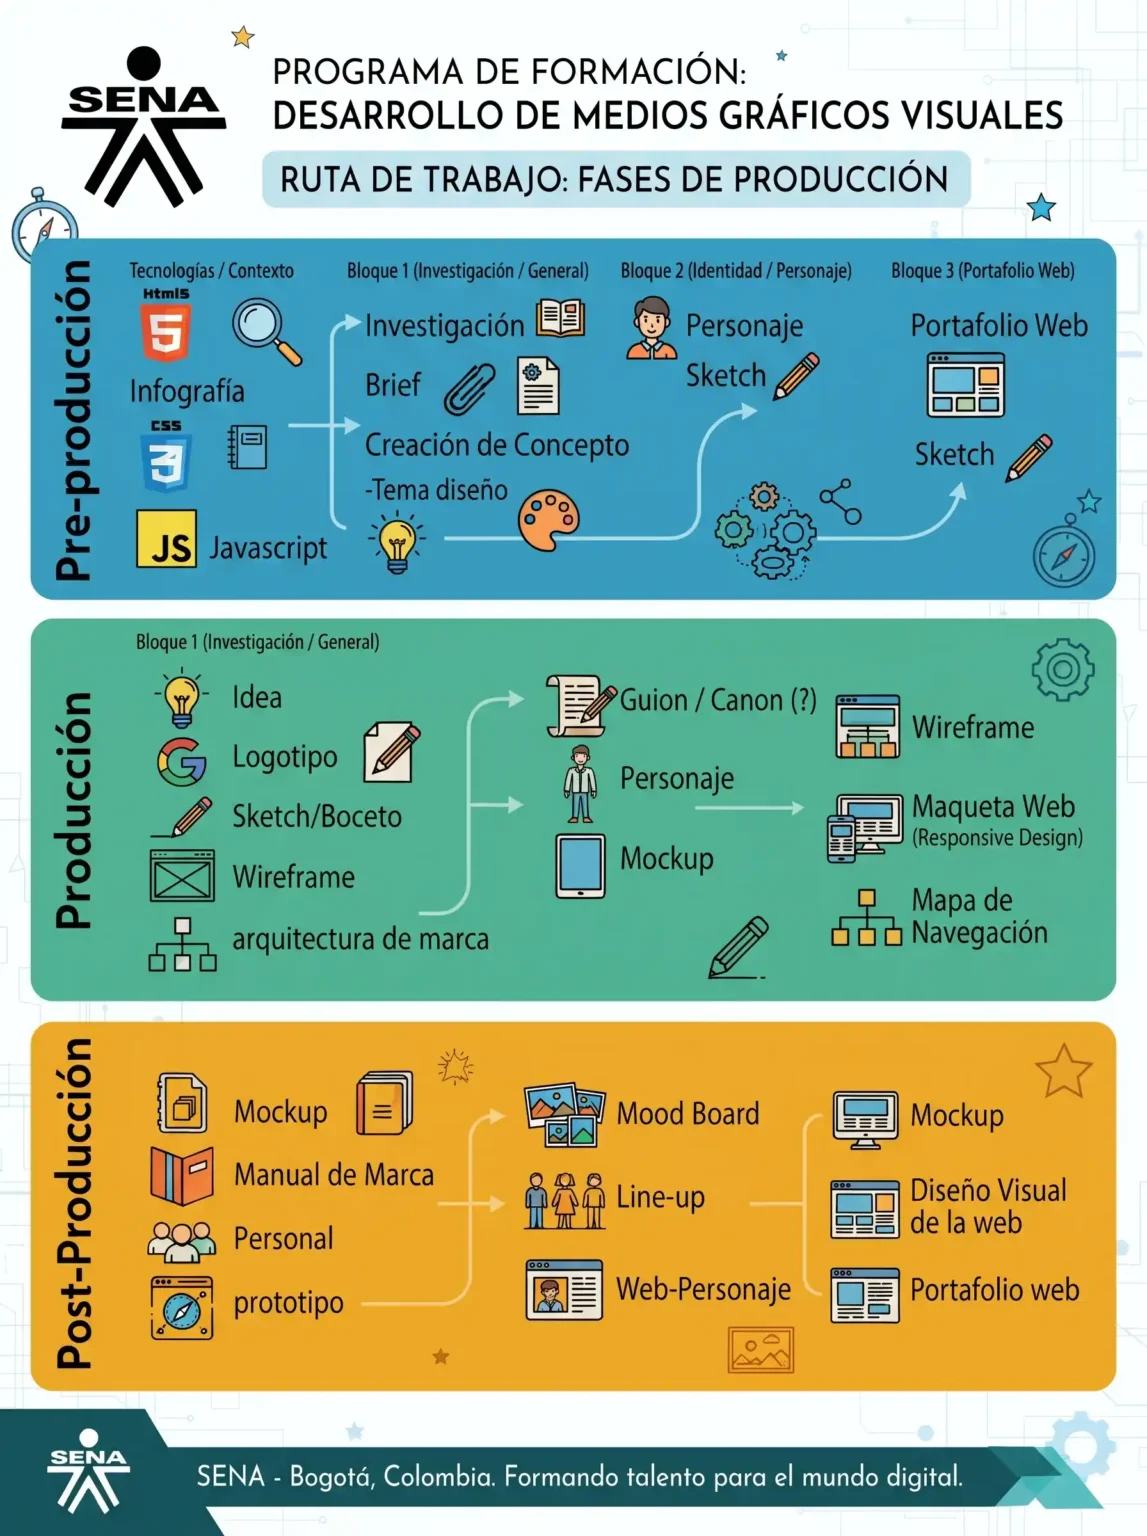 SENA
PROGRAMA DE FORMACIÓN:
DESARROLLO DE MEDIOS GRÁFICOS VISUALES
RUTA DE TRABAJO: FASES DE PRODUCCIÓN
Pre-producción
Tecnologías / Contexto
Html5
5
Infografía
CSS
3
JS
Javascript
Bloque 1 (Investigación / General)
Investigación
Brief
Creación de Concepto
-Tema diseño
Bloque 2 (Identidad / Personaje)
Personaje
Sketch
Bloque 3 (Portafolio Web)
Portafolio Web
Sketch
Producción
Bloque 1 (Investigación / General)
Idea
G
Logotipo
Sketch/Boceto
Wireframe
arquitectura de marca
Guion / Canon (?)
Personaje
Mockup
Wireframe
Maqueta Web
(Responsive Design)
Mapa de
Navegación
Post-Producción
Mockup
Manual de Marca
Personal
prototipo
Mood Board
Line-up
Web-Personaje
Mockup
Diseño Visual
de la web
Portafolio web
SENA
SENA - Bogotá, Colombia. Formando talento para el mundo digital.